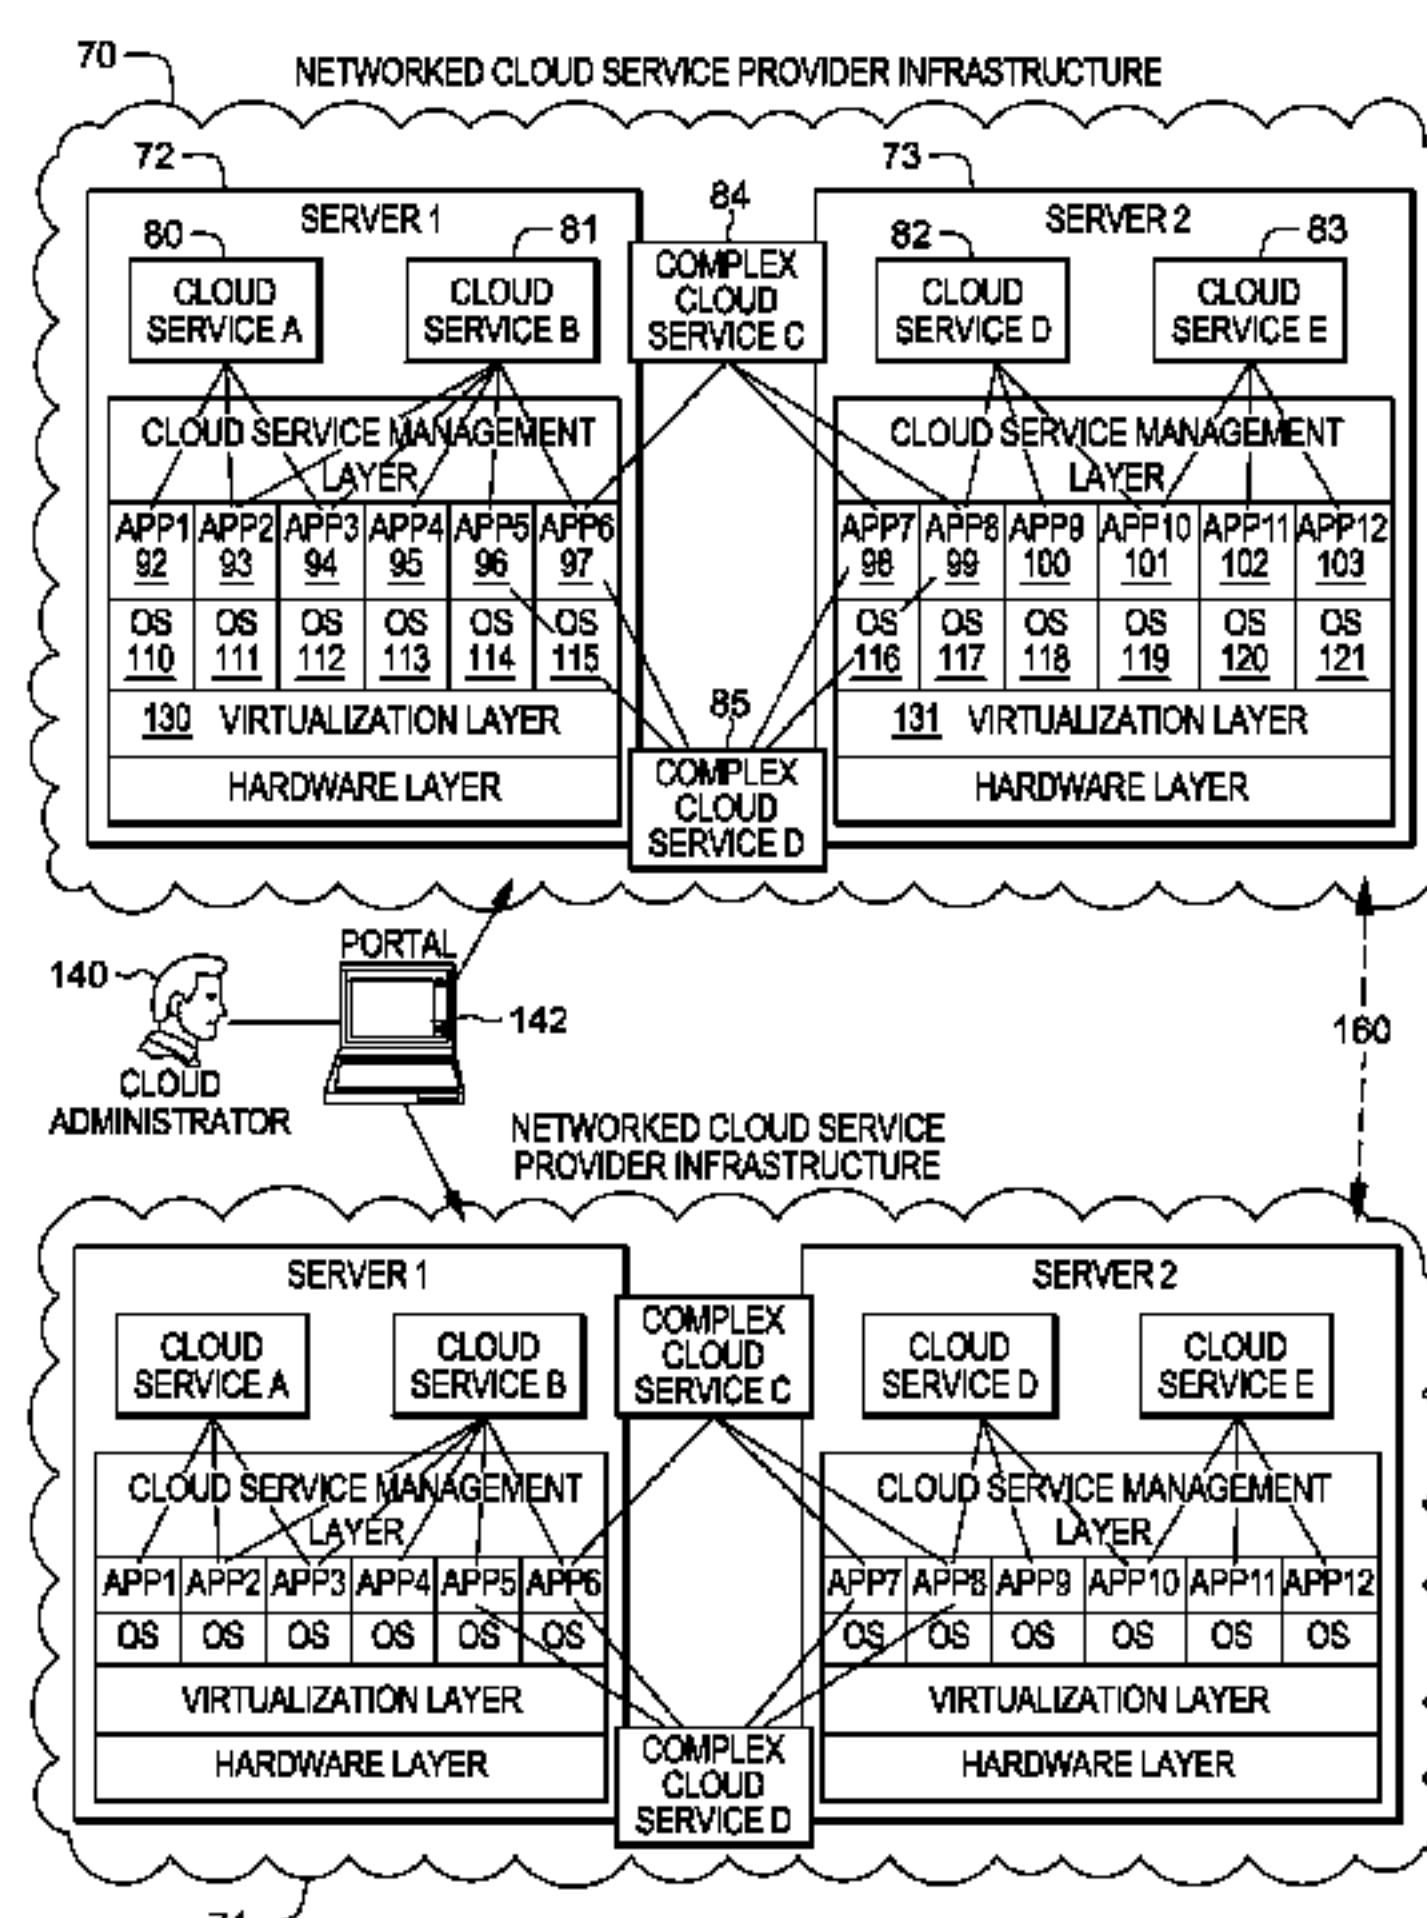 70
NETWORKED CLOUD SERVICE PROVIDER INFRASTRUCTURE
72
73
84
SERVER 1
SERVER 2
80
81
82
83
CLOUD
SERVICE A
CLOUD
SERVICE B
COMPLEX
CLOUD
SERVICE C
CLOUD
SERVICE D
CLOUD
SERVICE E
CLOUD SERVICE MANAGEMENT
LAYER
CLOUD SERVICE MANAGEMENT
LAYER
APP1 APP2 APP3 APP4 APP5 APP6
92 93 94 95 96 97
OS OS OS OS OS OS
110 111 112 113 114 115
130 VIRTUALIZATION LAYER
HARDWARE LAYER
APP7 APP8 APP9 APP10 APP11 APP12
98 99 100 101 102 103
OS OS OS OS OS OS
116 117 118 119 120 121
131 VIRTUALIZATION LAYER
HARDWARE LAYER
85
COMPLEX
CLOUD
SERVICE D
PORTAL
140
142
160
CLOUD
ADMINISTRATOR
NETWORKED CLOUD SERVICE
PROVIDER INFRASTRUCTURE
SERVER 1
SERVER 2
CLOUD
SERVICE A
CLOUD
SERVICE B
COMPLEX
CLOUD
SERVICE C
CLOUD
SERVICE D
CLOUD
SERVICE E
CLOUD SERVICE MANAGEMENT
LAYER
CLOUD SERVICE MANAGEMENT
LAYER
APP1 APP2 APP3 APP4 APP5 APP6
OS OS OS OS OS OS
VIRTUALIZATION LAYER
HARDWARE LAYER
APP7 APP8 APP9 APP10 APP11 APP12
OS OS OS OS OS OS
VIRTUALIZATION LAYER
HARDWARE LAYER
COMPLEX
CLOUD
SERVICE D